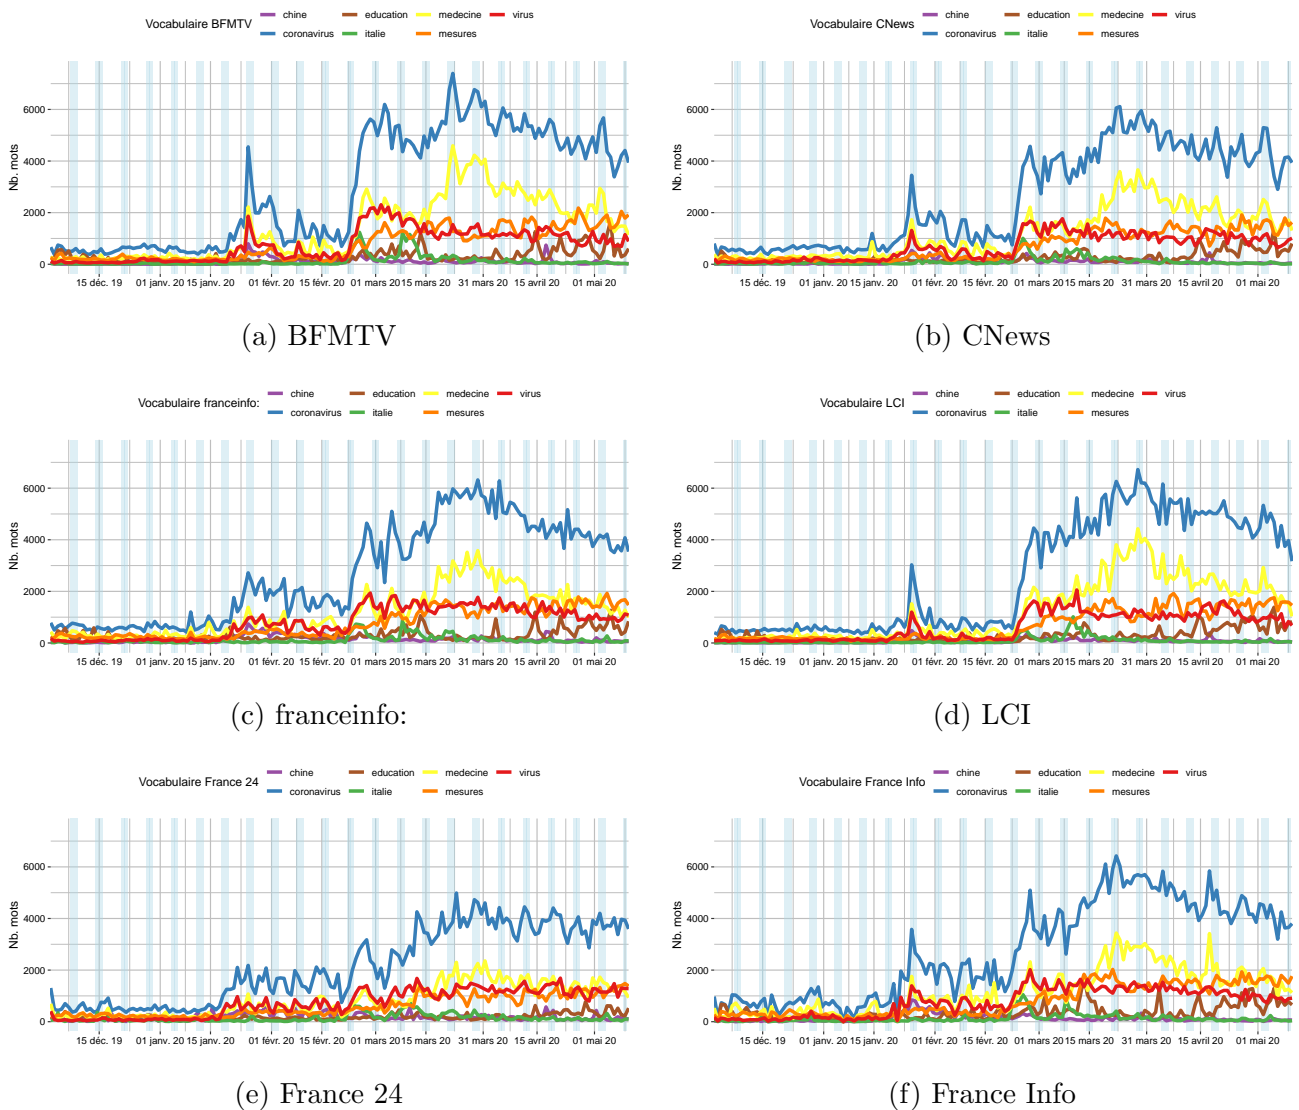 Vocabulaire BFMTV
chine education medecine virus
coronavirus italie mesures
Nb. mots
6000
4000
2000
0
15 déc. 19 01 janv. 20 15 janv. 20 01 févr. 20 15 févr. 20 01 mars 20 15 mars 20 31 mars 20 15 avril 20 01 mai 20
(a) BFMTV
Vocabulaire CNews
chine education medecine virus
coronavirus italie mesures
Nb. mots
6000
4000
2000
0
15 déc. 19 01 janv. 20 15 janv. 20 01 févr. 20 15 févr. 20 01 mars 20 15 mars 20 31 mars 20 15 avril 20 01 mai 20
(b) CNews
Vocabulaire franceinfo:
chine education medecine virus
coronavirus italie mesures
Nb. mots
6000
4000
2000
0
15 déc. 19 01 janv. 20 15 janv. 20 01 févr. 20 15 févr. 20 01 mars 20 15 mars 20 31 mars 20 15 avril 20 01 mai 20
(c) franceinfo:
Vocabulaire LCI
chine education medecine virus
coronavirus italie mesures
Nb. mots
6000
4000
2000
0
15 déc. 19 01 janv. 20 15 janv. 20 01 févr. 20 15 févr. 20 01 mars 20 15 mars 20 31 mars 20 15 avril 20 01 mai 20
(d) LCI
Vocabulaire France 24
chine education medecine virus
coronavirus italie mesures
Nb. mots
6000
4000
2000
0
15 déc. 19 01 janv. 20 15 janv. 20 01 févr. 20 15 févr. 20 01 mars 20 15 mars 20 31 mars 20 15 avril 20 01 mai 20
(e) France 24
Vocabulaire France Info
chine education medecine virus
coronavirus italie mesures
Nb. mots
6000
4000
2000
0
15 déc. 19 01 janv. 20 15 janv. 20 01 févr. 20 15 févr. 20 01 mars 20 15 mars 20 31 mars 20 15 avril 20 01 mai 20
(f) France Info